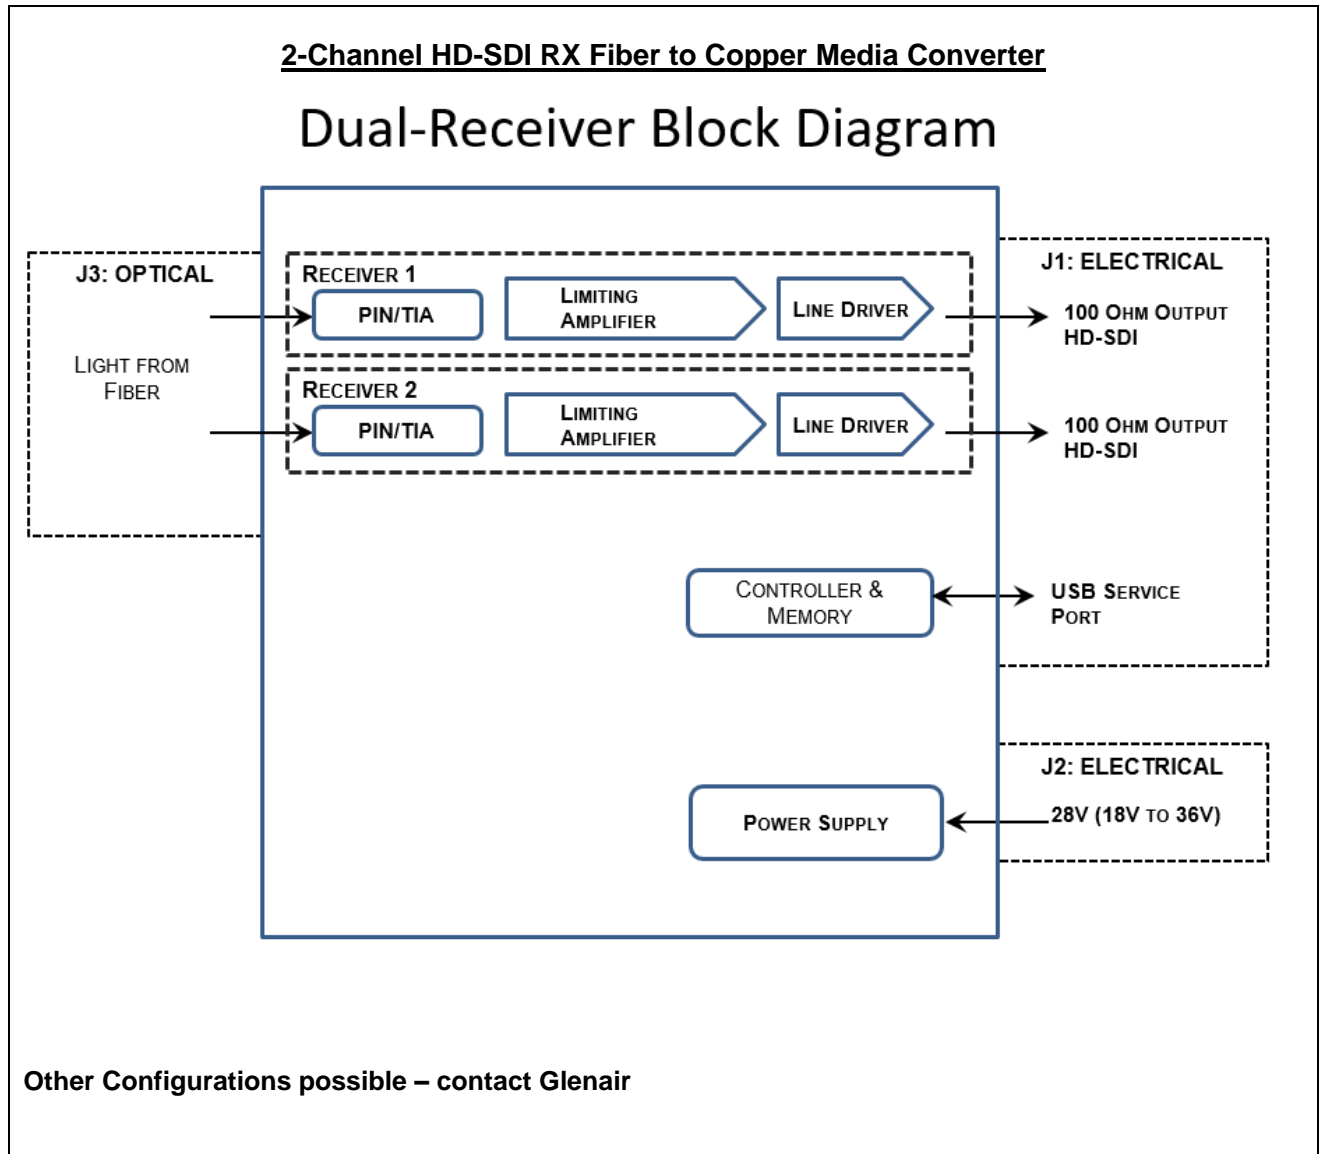 2-Channel HD-SDI RX Fiber to Copper Media Converter
Dual-Receiver Block Diagram
J3: OPTICAL
LIGHT FROM
FIBER
RECEIVER 1
PIN/TIA
LIMITING
AMPLIFIER
LINE DRIVER
RECEIVER 2
PIN/TIA
LIMITING
AMPLIFIER
LINE DRIVER
J1: ELECTRICAL
100 OHM OUTPUT
HD-SDI
100 OHM OUTPUT
HD-SDI
CONTROLLER &
MEMORY
USB SERVICE
PORT
J2: ELECTRICAL
POWER SUPPLY
28V (18V TO 36V)
Other Configurations possible – contact Glenair